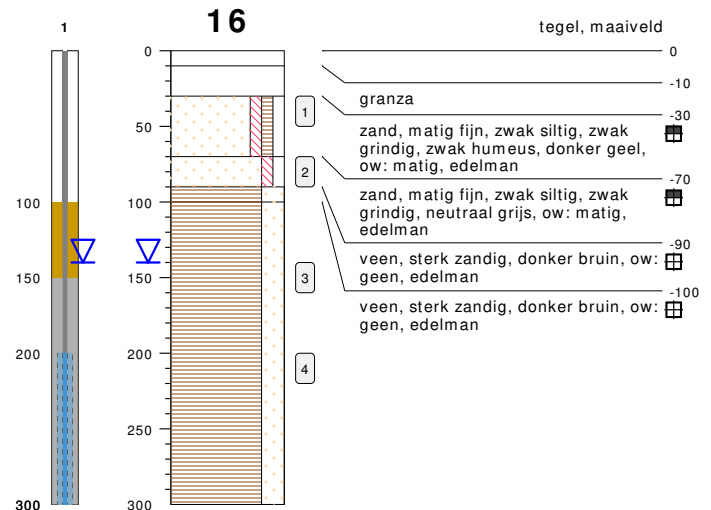 1
16
tegel, maaiveld
0
0
-10
granza
-30
1
50
zand, matig fijn, zwak siltig, zwak
grindig, zwak humeus, donker geel,
ow: matig, edelman
-70
2
zand, matig fijn, zwak siltig, zwak
grindig, neutraal grijs, ow: matig,
edelman
100
100
-90
veen, sterk zandig, donker bruin, ow:
geen, edelman
150
150
3
-100
veen, sterk zandig, donker bruin, ow:
geen, edelman
200
200
4
250
250
300
300